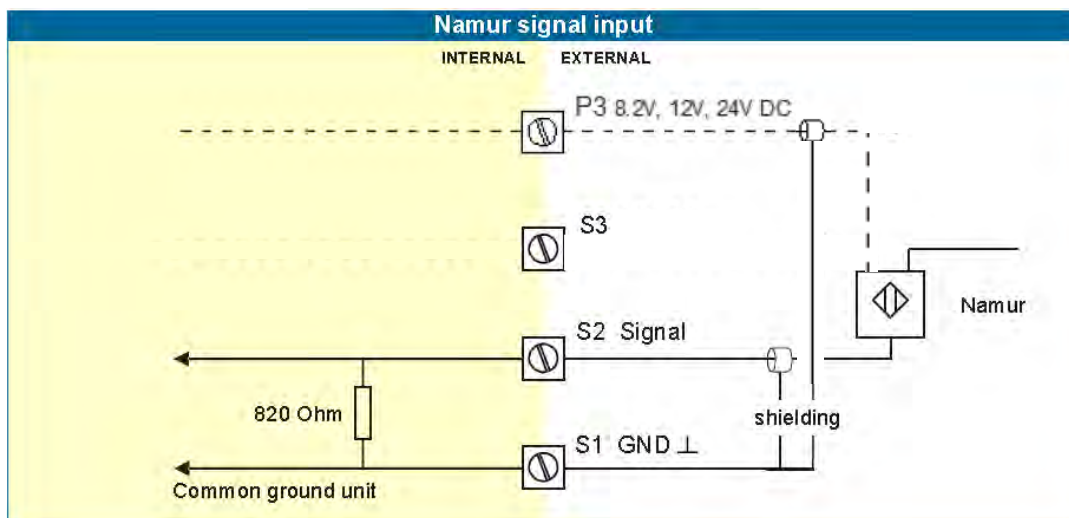 Namur signal input
INTERNAL EXTERNAL
P3 8.2V, 12V, 24V DC
S3
Namur
S2 Signal
820 Ohm
shielding
S1 GND ⊥
Common ground unit